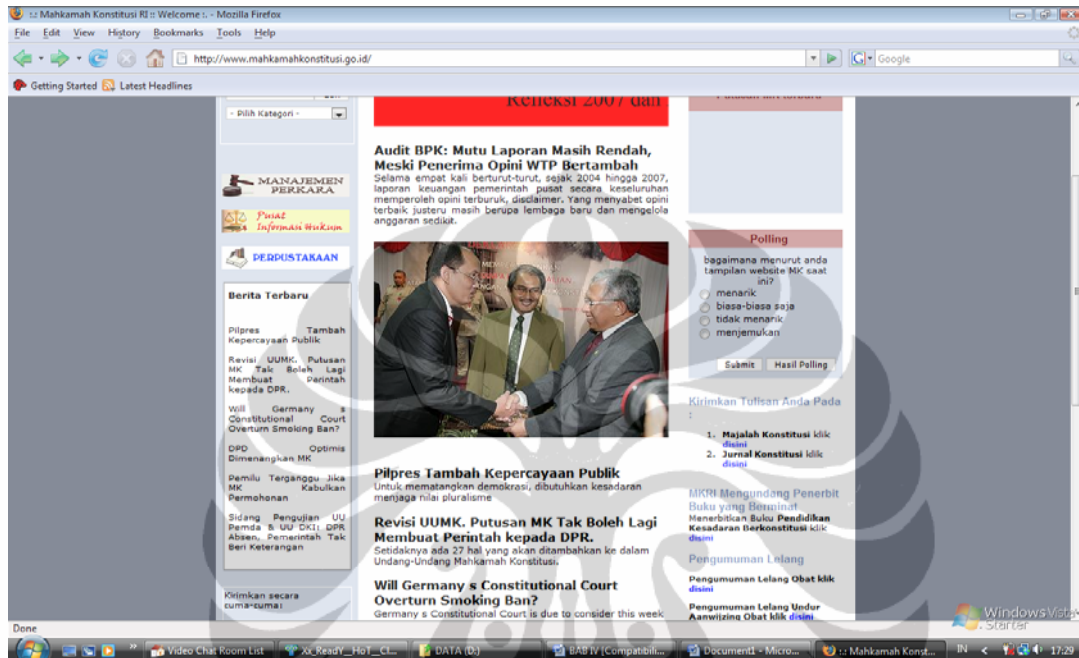 :.: Mahkamah Konstitusi RI :: Welcome :. - Mozilla Firefox
File Edit View History Bookmarks Tools Help
http://www.mahkamahkonstitusi.go.id/
Google
Getting Started Latest Headlines
- Pilih Kategori -
MANAJEMEN
PERKARA
Pusat
Informasi Hukum
PERPUSTAKAAN
Berita Terbaru
Pilpres Tambah
Kepercayaan Publik
Revisi UUMK. Putusan
MK Tak Boleh Lagi
Membuat Perintah
kepada DPR.
Will Germany s
Constitutional Court
Overturn Smoking Ban?
DPD Optimis
Dimenangkan MK
Pemilu Terganggu Jika
MK Kabulkan
Permohonan
Sidang Pengujian UU
Pemda & UU DKI: DPR
Absen, Pemerintah Tak
Beri Keterangan
Kirimkan secara
cuma-cuma:
Refleksi 2007 dan
Audit BPK: Mutu Laporan Masih Rendah,
Meski Penerima Opini WTP Bertambah
Selama empat kali berturut-turut, sejak 2004 hingga 2007,
laporan keuangan pemerintah pusat secara keseluruhan
memperoleh opini terburuk, disclaimer. Yang menyabet opini
terbaik justeru masih berupa lembaga baru dan mengelola
anggaran sedikit.
Pilpres Tambah Kepercayaan Publik
Untuk mematangkan demokrasi, dibutuhkan kesadaran
menjaga nilai pluralisme
Revisi UUMK. Putusan MK Tak Boleh Lagi
Membuat Perintah kepada DPR.
Setidaknya ada 27 hal yang akan ditambahkan ke dalam
Undang-Undang Mahkamah Konstitusi.
Will Germany s Constitutional Court
Overturn Smoking Ban?
Germany s Constitutional Court is due to consider this week
Polling
bagaimana menurut anda
tampilan website MK saat
ini?
menarik
biasa-biasa saja
tidak menarik
menjemukan
Submit Hasil Polling
Kirimkan Tulisan Anda Pada
:
1. Majalah Konstitusi klik
disini
2. Jurnal Konstitusi klik
disini
MKRI Mengundang Penerbit
Buku yang Berminat
Menerbitkan Buku Pendidikan
Kesadaran Berkonstitusi klik
disini
Pengumuman Lelang
Pengumuman Lelang Obat klik
disini
Pengumuman Lelang Undur
Aanwijzing Obat klik disini
Windows Vista
Starter
Done
Video Chat Room List
Xx_ReadY_HoT_Cl...
DATA (D:)
BAB IV [Compatibili...
Document1 - Micro...
:.: Mahkamah Konst...
IN
17:29